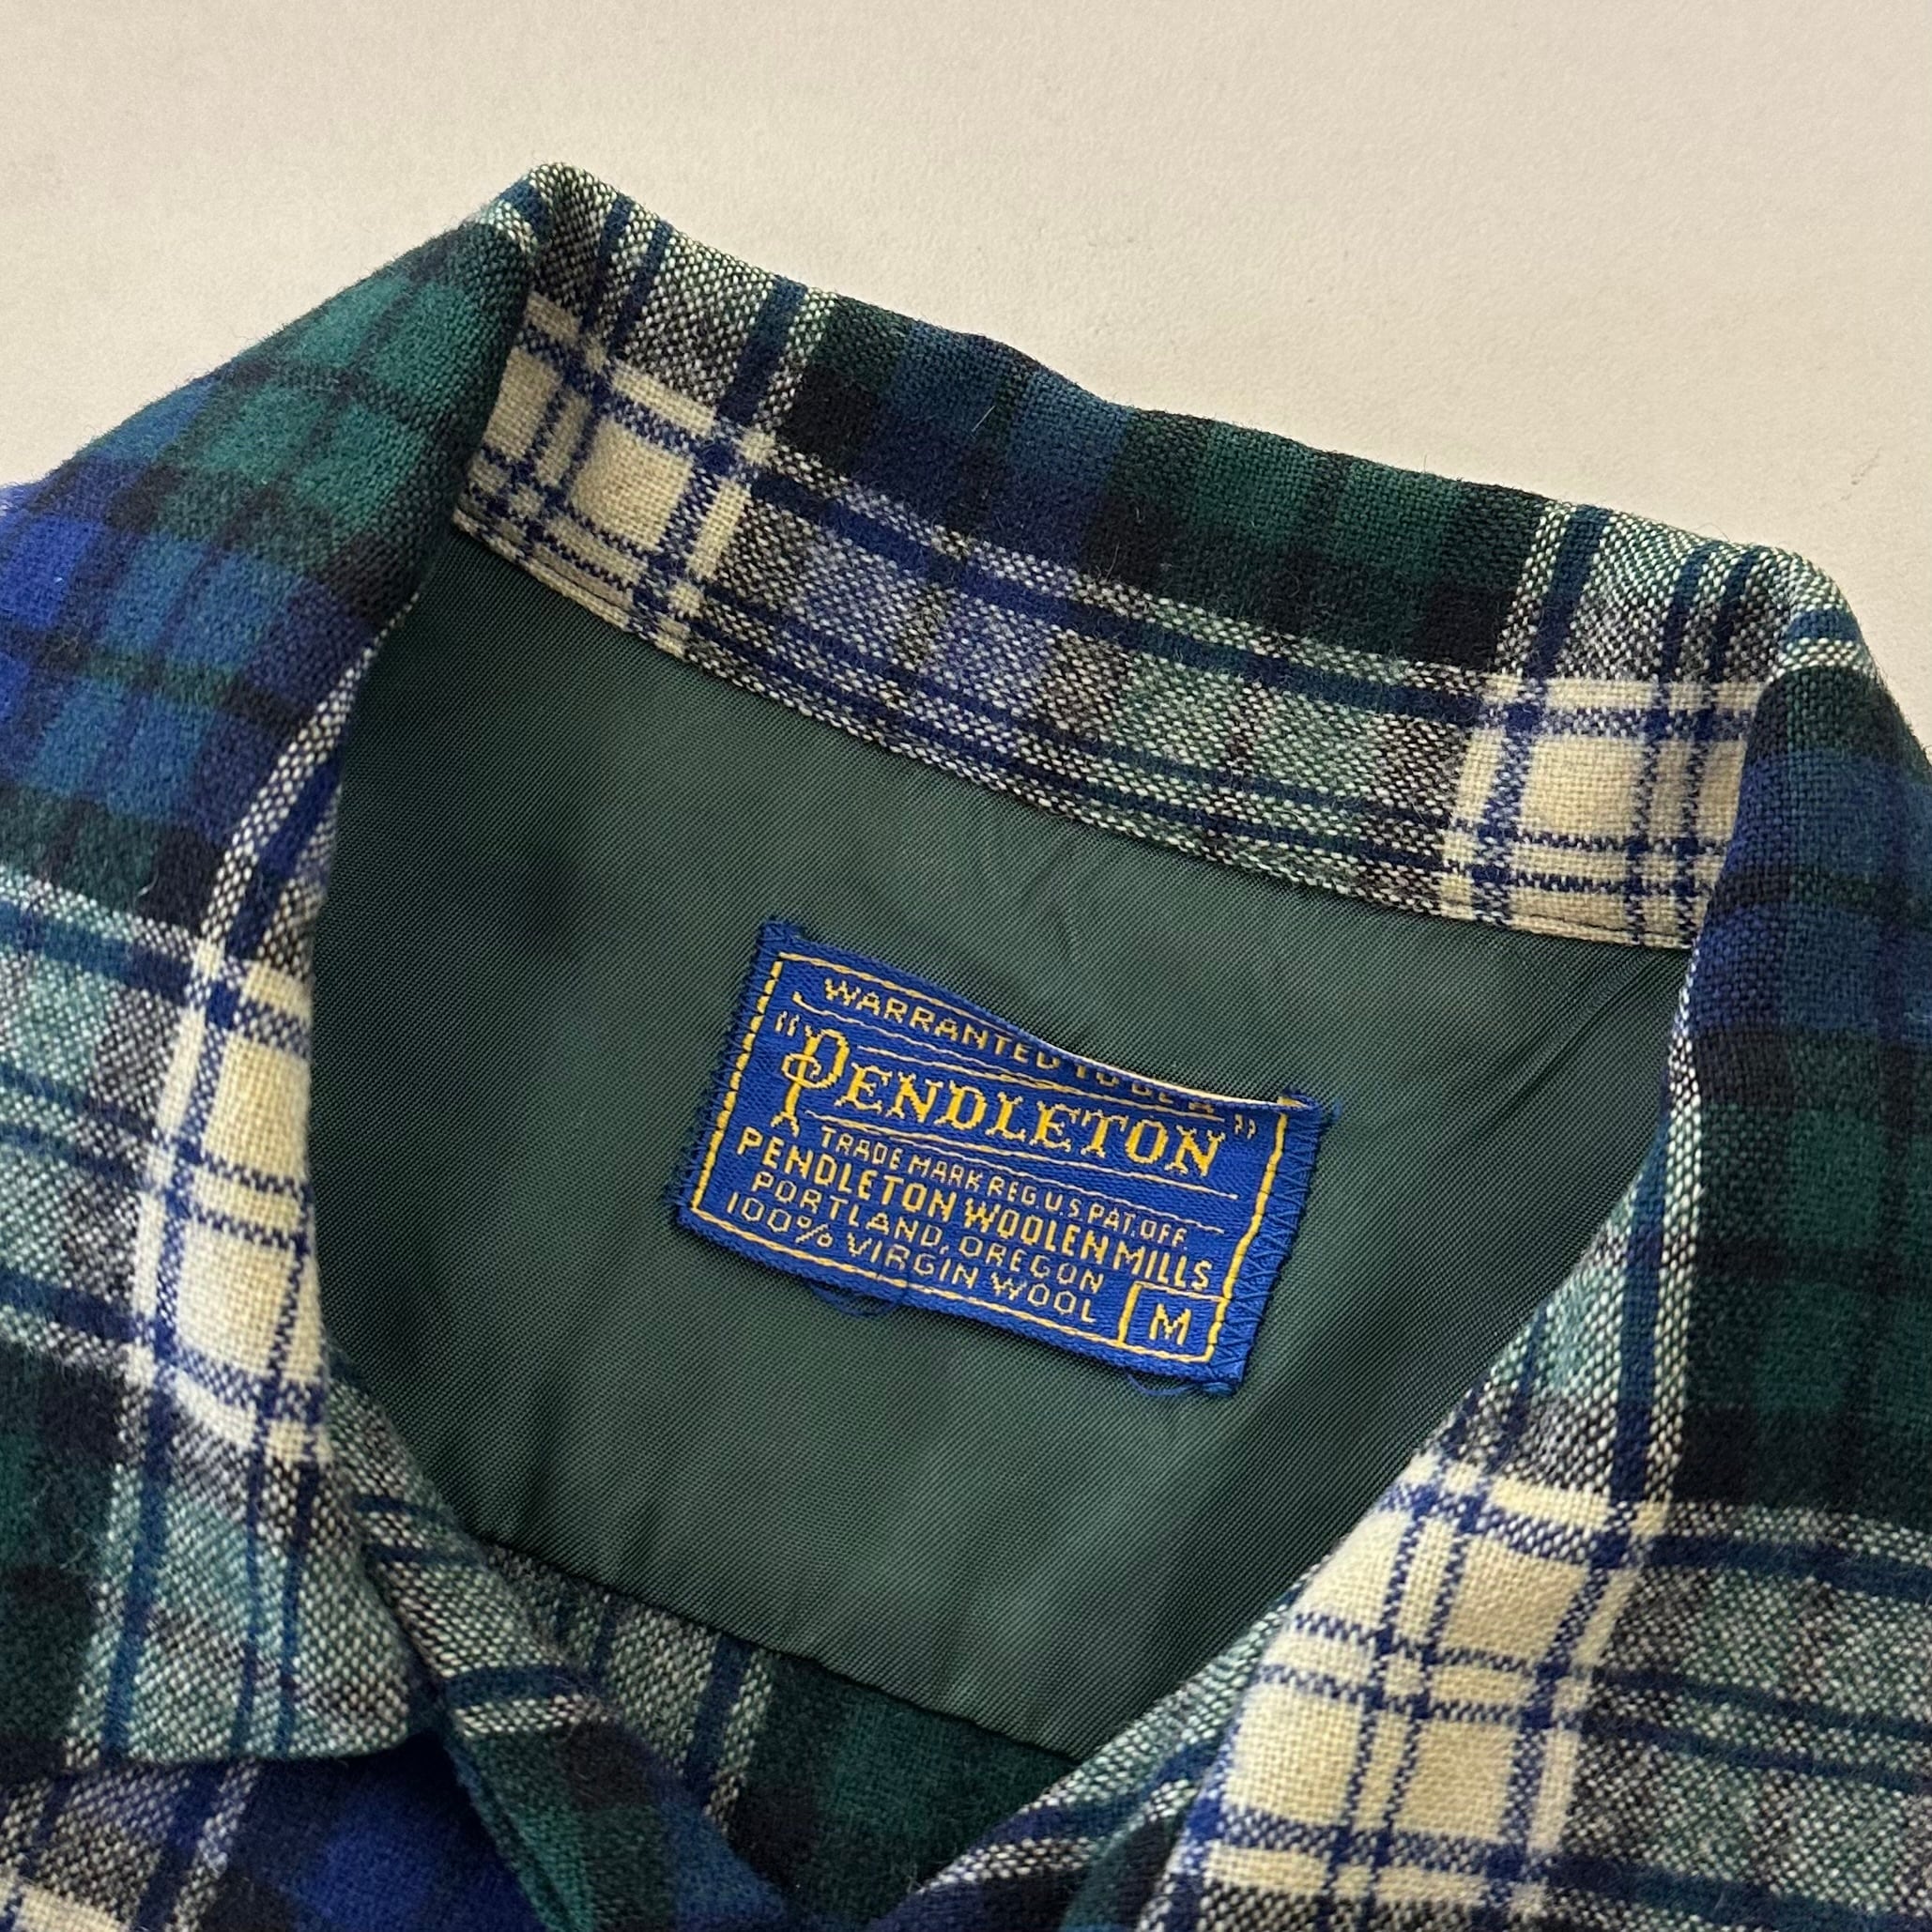 WARRANTED TO BE A
"PENDLETON"
TRADE MARK REG. U.S. PAT. OFF.
PENDLETON WOOLEN MILLS
PORTLAND, OREGON
100% VIRGIN WOOL
M